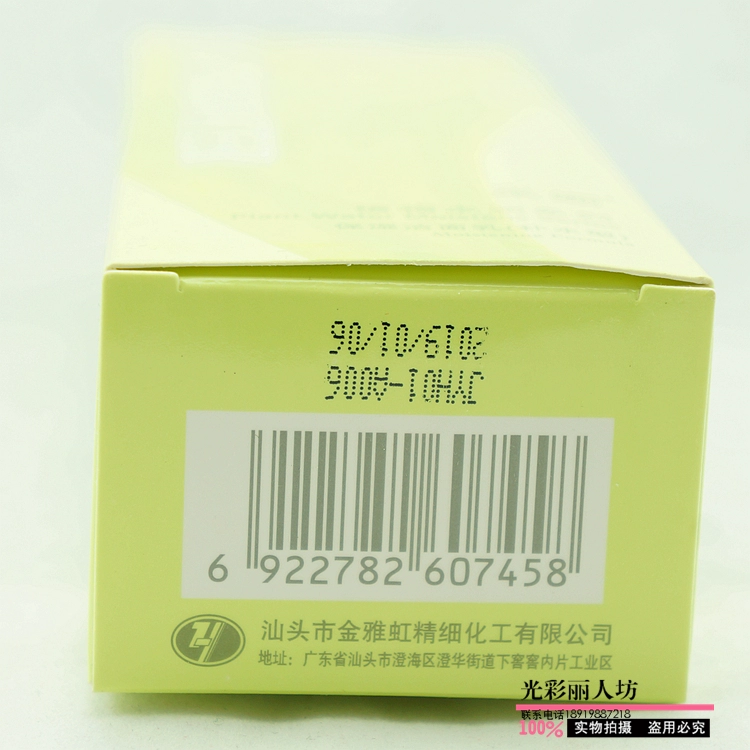 2019/01/06
JYH01-A006
6 922782 607458
汕头市金雅虹精细化工有限公司
地址：广东省汕头市澄海区澄华街道下窖窖内片工业区
光彩丽人坊
联系电话18919887218
100% 实物拍摄 盗用必究